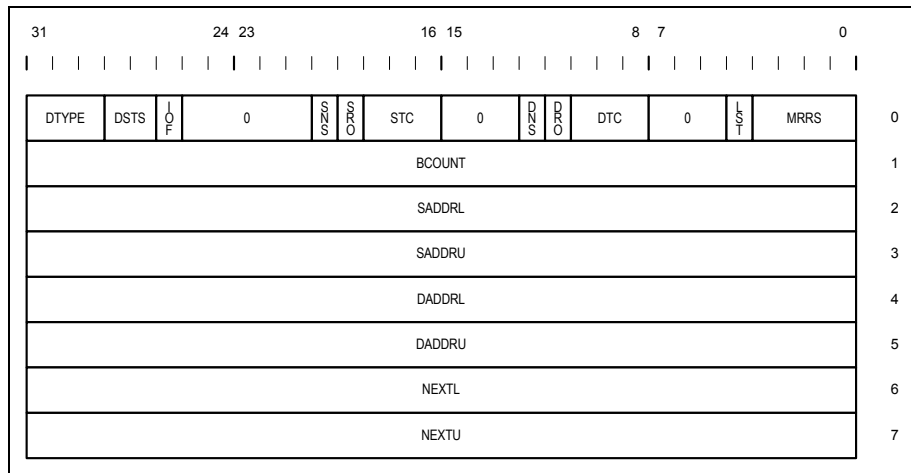 31 24 23 16 15 8 7 0
DTYPE DSTS IOF 0 SNS SRO STC 0 DNS DRO DTC 0 LST MRRS 0
BCOUNT 1
SADDRL 2
SADDRU 3
DADDRL 4
DADDRU 5
NEXTL 6
NEXTU 7